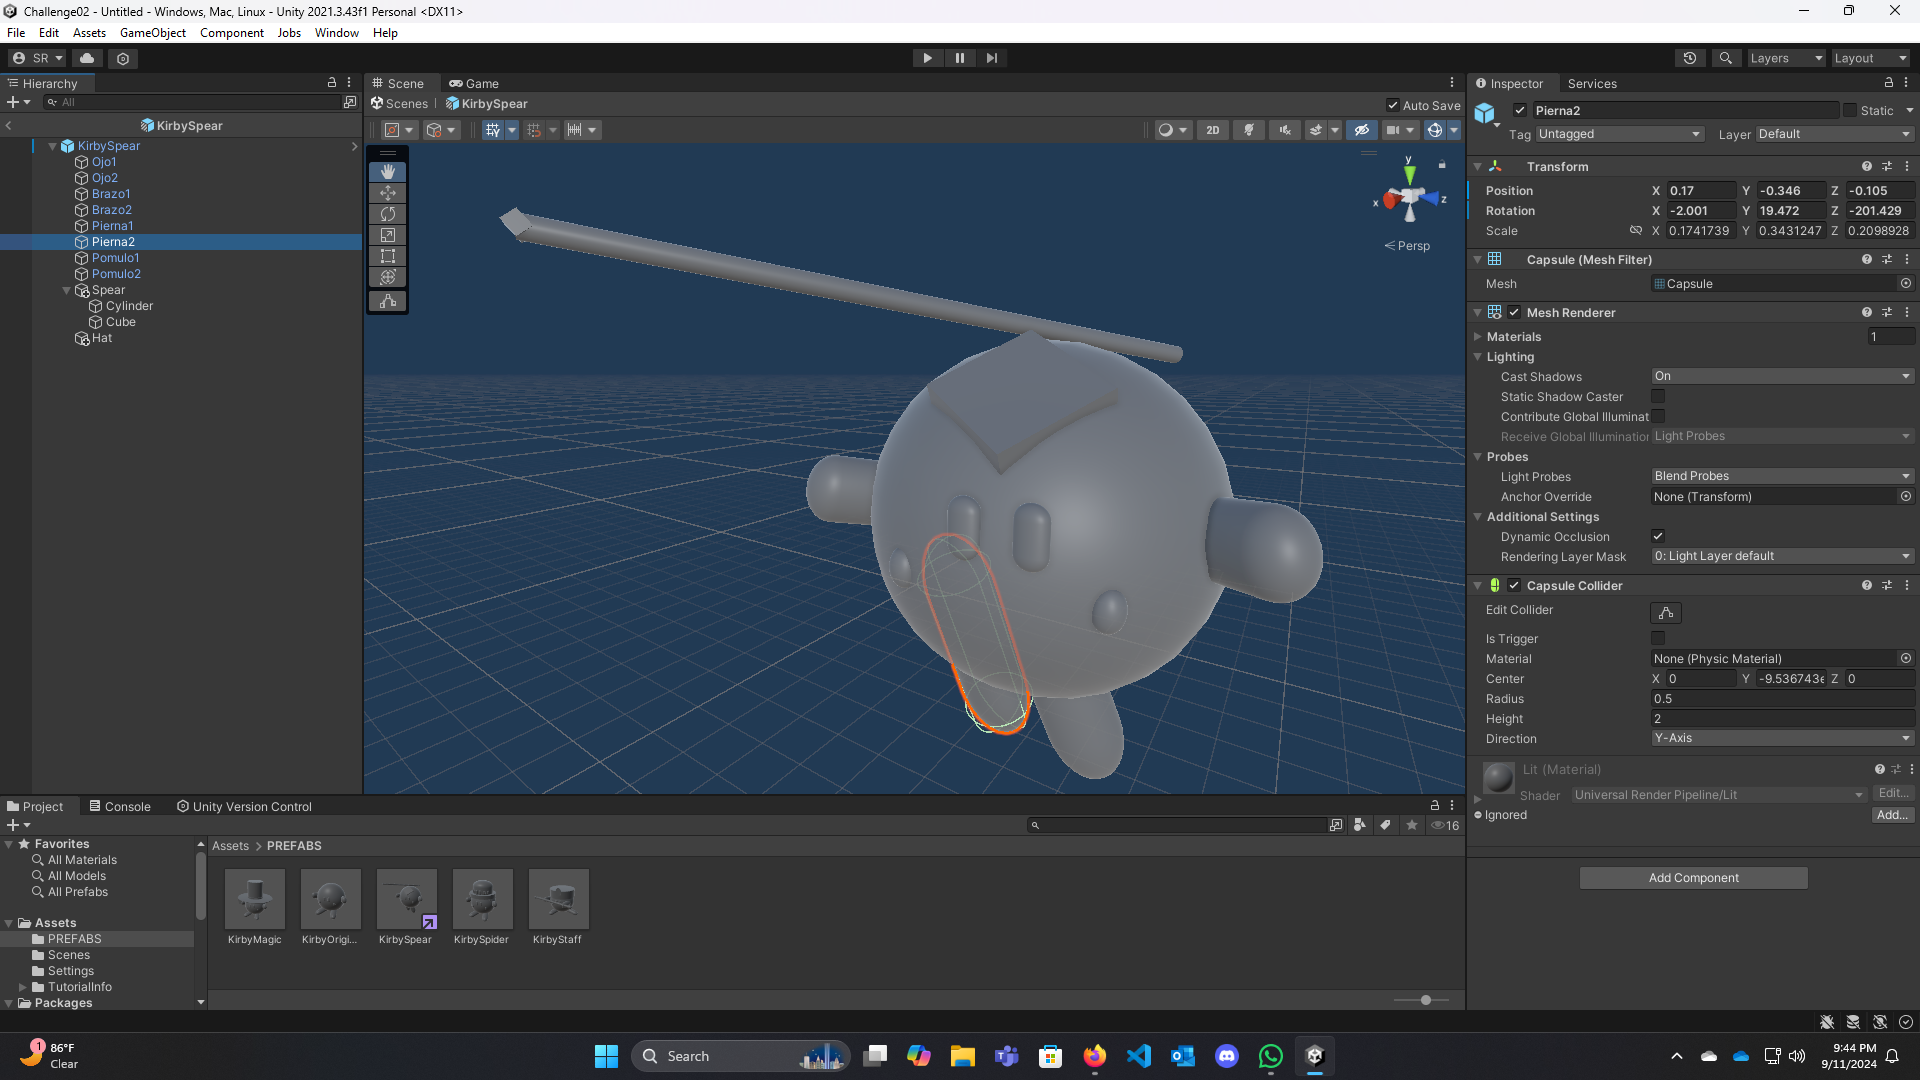 Challenge02 - Untitled - Windows, Mac, Linux - Unity 2021.3.43f1 Personal <DX11>
File Edit Assets GameObject Component Jobs Window Help
SR Layers Layout
Hierarchy
All
KirbySpear
KirbySpear
Ojo1
Ojo2
Brazo1
Brazo2
Pierna1
Pierna2
Pomulo1
Pomulo2
Spear
Cylinder
Cube
Hat
Scene Game
Scenes KirbySpear Auto Save
2D
y
x z
Persp
Inspector Services
Pierna2 Static
Tag Untagged Layer Default
Transform
Position X 0.17 Y -0.346 Z -0.105
Rotation X -2.001 Y 19.472 Z -201.429
Scale X 0.1741739 Y 0.3431247 Z 0.2098928
Capsule (Mesh Filter)
Mesh Capsule
Mesh Renderer
Materials 1
Lighting
Cast Shadows On
Static Shadow Caster
Contribute Global Illuminat
Receive Global Illumination Light Probes
Probes
Light Probes Blend Probes
Anchor Override None (Transform)
Additional Settings
Dynamic Occlusion
Rendering Layer Mask 0: Light Layer default
Capsule Collider
Edit Collider
Is Trigger
Material None (Physic Material)
Center X 0 Y -9.536743e Z 0
Radius 0.5
Height 2
Direction Y-Axis
Lit (Material)
Shader Universal Render Pipeline/Lit Edit...
Ignored Add...
Add Component
Project Console Unity Version Control
16
Favorites
All Materials
All Models
All Prefabs
Assets
PREFABS
Scenes
Settings
TutorialInfo
Packages
Assets > PREFABS
KirbyMagic KirbyOrigi... KirbySpear KirbySpider KirbyStaff
1 86°F
Clear
Search
9:44 PM
9/11/2024